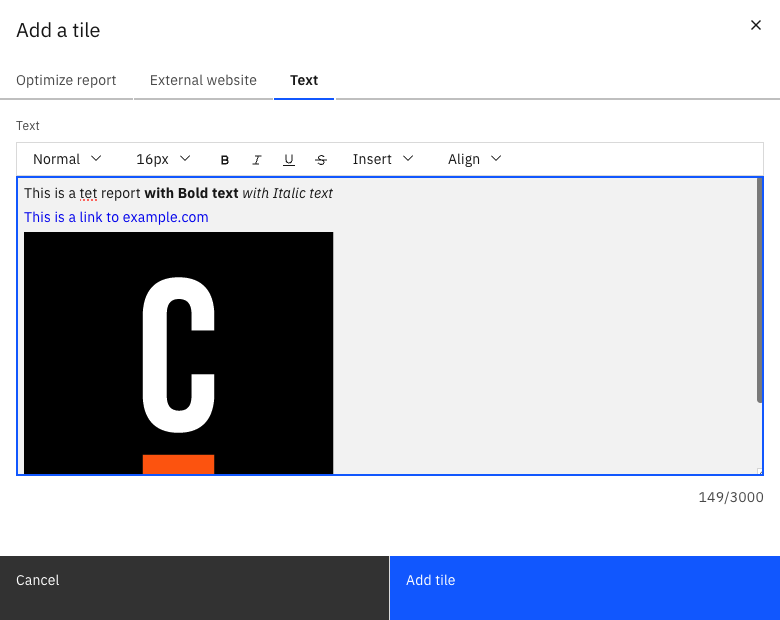 Add a tile
Optimize report External website Text
Text
Normal 16px B I U S Insert Align
This is a tet report with Bold text with Italic text
This is a link to example.com
C
149/3000
Cancel Add tile